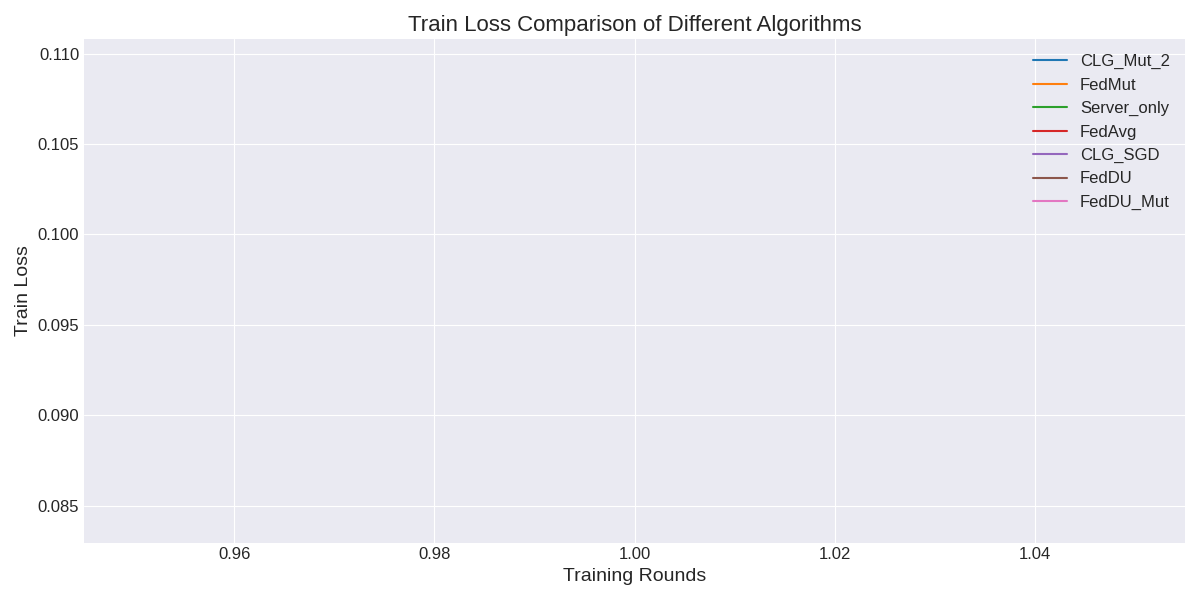 Train Loss Comparison of Different Algorithms
0.110
0.105
0.100
0.095
0.090
0.085
Train Loss
CLG_Mut_2
FedMut
Server_only
FedAvg
CLG_SGD
FedDU
FedDU_Mut
0.96 0.98 1.00 1.02 1.04
Training Rounds